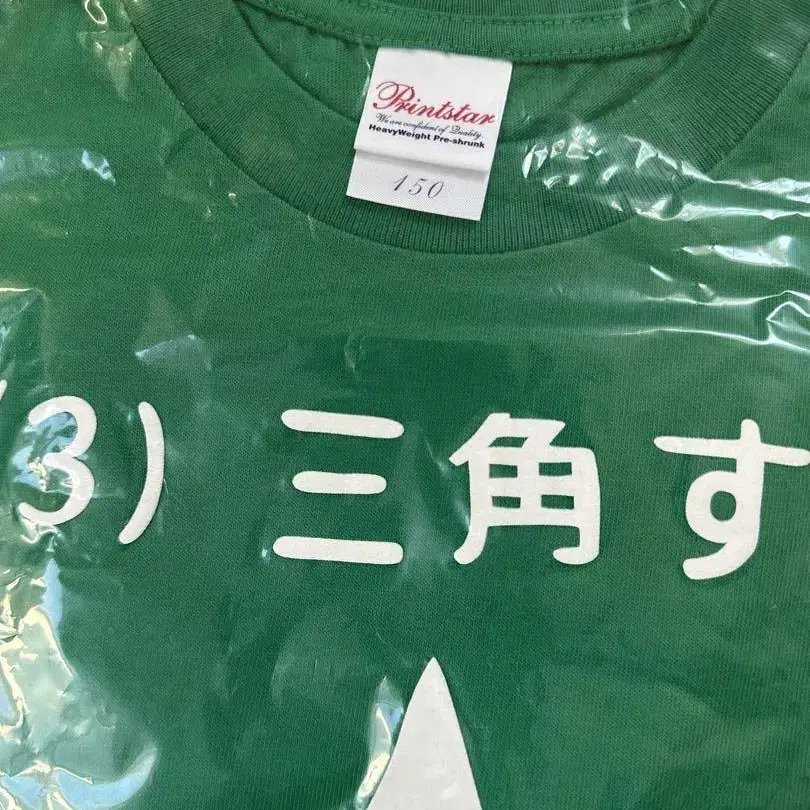 Printstar
We are confident of Quality
HeavyWeight Pre-shrunk
150
(3) 三角す